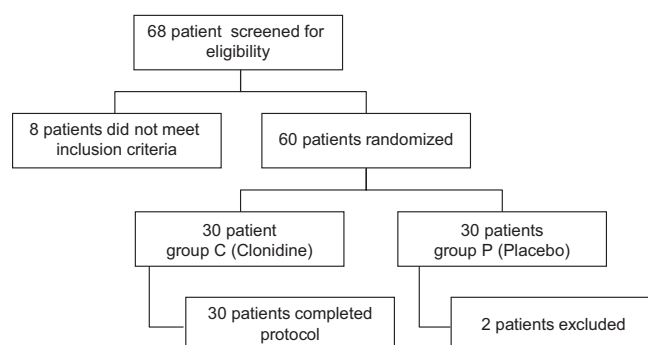 68 patient screened for
eligibility
8 patients did not meet
inclusion criteria
60 patients randomized
30 patient
group C (Clonidine)
30 patients
group P (Placebo)
30 patients completed
protocol
2 patients excluded